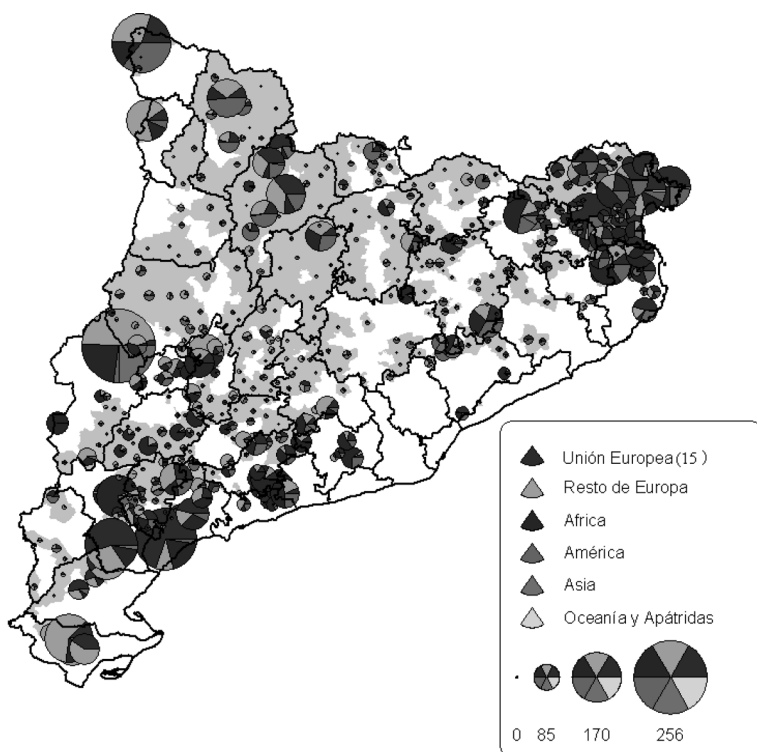 Unión Europea (15)
Resto de Europa
Africa
América
Asia
Oceanía y Apátridas
0 85 170 256